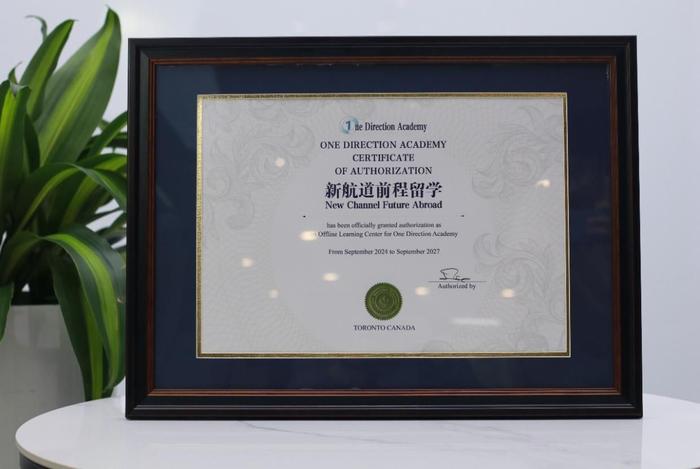 One Direction Academy
ONE DIRECTION ACADEMY
CERTIFICATE
OF AUTHORIZATION
新航道前程留学
New Channel Future Abroad
has been officially granted authorization as
Offline Learning Center for One Direction Academy
From September 2024 to September 2027
Authorized by
TORONTO CANADA